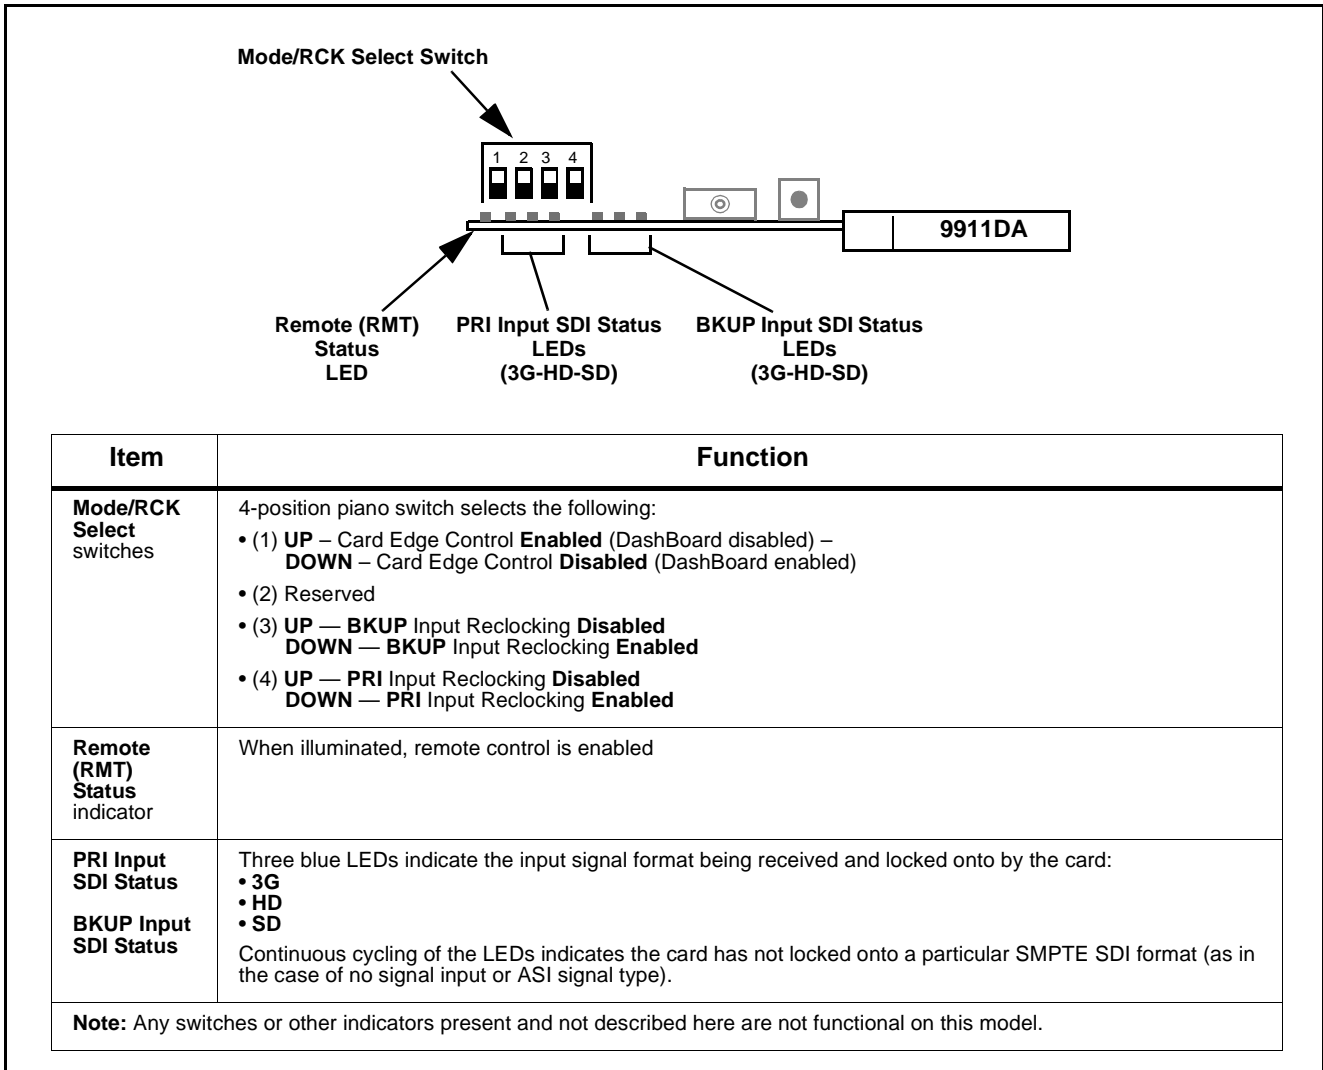 Mode/RCK Select Switch
1 2 3 4
9911DA
Remote (RMT)
Status
LED
PRI Input SDI Status
LEDs
(3G-HD-SD)
BKUP Input SDI Status
LEDs
(3G-HD-SD)
Item
Function
Mode/RCK
Select
switches
4-position piano switch selects the following:
• (1) UP – Card Edge Control Enabled (DashBoard disabled) –
DOWN – Card Edge Control Disabled (DashBoard enabled)
• (2) Reserved
• (3) UP — BKUP Input Reclocking Disabled
DOWN — BKUP Input Reclocking Enabled
• (4) UP — PRI Input Reclocking Disabled
DOWN — PRI Input Reclocking Enabled
Remote
(RMT)
Status
indicator
When illuminated, remote control is enabled
PRI Input
SDI Status
BKUP Input
SDI Status
Three blue LEDs indicate the input signal format being received and locked onto by the card:
• 3G
• HD
• SD
Continuous cycling of the LEDs indicates the card has not locked onto a particular SMPTE SDI format (as in
the case of no signal input or ASI signal type).
Note: Any switches or other indicators present and not described here are not functional on this model.